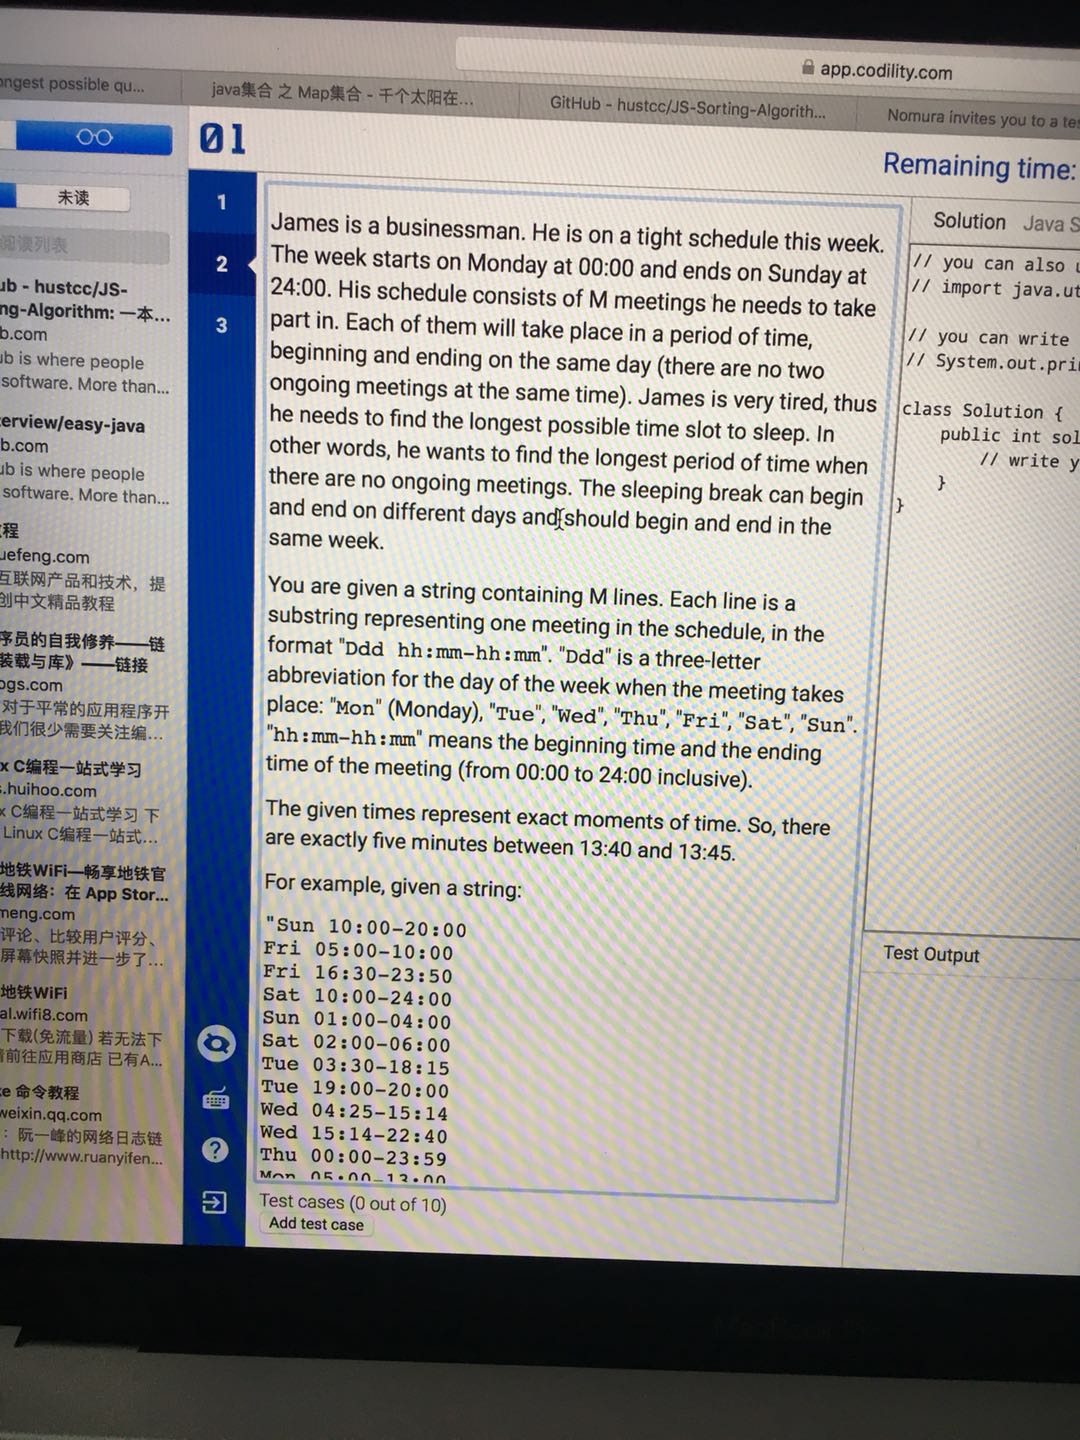 app.codility.com
ongest possible qu...
java集合 之 Map集合 - 千个太阳在...
GitHub - hustcc/JS-Sorting-Algorith...
Nomura invites you to a tes
01
Remaining time:
未读
阅读列表
ub - hustcc/JS-
ng-Algorithm: 一本...
b.com
ub is where people
software. More than...
terview/easy-java
b.com
ub is where people
software. More than...
程
uefeng.com
互联网产品和技术，提
创中文精品教程
序员的自我修养——链
装载与库》——链接
ogs.com
对于平常的应用程序开
我们很少需要关注编...
x C编程一站式学习
s.huihoo.com
x C编程一站式学习 下
Linux C编程一站式...
地铁WiFi—畅享地铁官
线网络：在 App Stor...
meng.com
评论、比较用户评分、
屏幕快照并进一步了...
地铁WiFi
al.wifi8.com
下载(免流量) 若无法下
前往应用商店 已有A...
ke 命令教程
weixin.qq.com
：阮一峰的网络日志链
http://www.ruanyifen...
1
2
3
James is a businessman. He is on a tight schedule this week.
The week starts on Monday at 00:00 and ends on Sunday at
24:00. His schedule consists of M meetings he needs to take
part in. Each of them will take place in a period of time,
beginning and ending on the same day (there are no two
ongoing meetings at the same time). James is very tired, thus
he needs to find the longest possible time slot to sleep. In
other words, he wants to find the longest period of time when
there are no ongoing meetings. The sleeping break can begin
and end on different days and should begin and end in the
same week.
You are given a string containing M lines. Each line is a
substring representing one meeting in the schedule, in the
format "Ddd hh:mm-hh:mm". "Ddd" is a three-letter
abbreviation for the day of the week when the meeting takes
place: "Mon" (Monday), "Tue", "Wed", "Thu", "Fri", "Sat", "Sun".
"hh:mm-hh:mm" means the beginning time and the ending
time of the meeting (from 00:00 to 24:00 inclusive).
The given times represent exact moments of time. So, there
are exactly five minutes between 13:40 and 13:45.
For example, given a string:
"Sun 10:00-20:00
Fri 05:00-10:00
Fri 16:30-23:50
Sat 10:00-24:00
Sun 01:00-04:00
Sat 02:00-06:00
Tue 03:30-18:15
Tue 19:00-20:00
Wed 04:25-15:14
Wed 15:14-22:40
Thu 00:00-23:59
Mon 05:00-13:00
Test cases (0 out of 10)
Add test case
?
Solution Java S
// you can also u
// import java.ut
// you can write
// System.out.prin
class Solution {
public int sol
// write y
}
}
Test Output